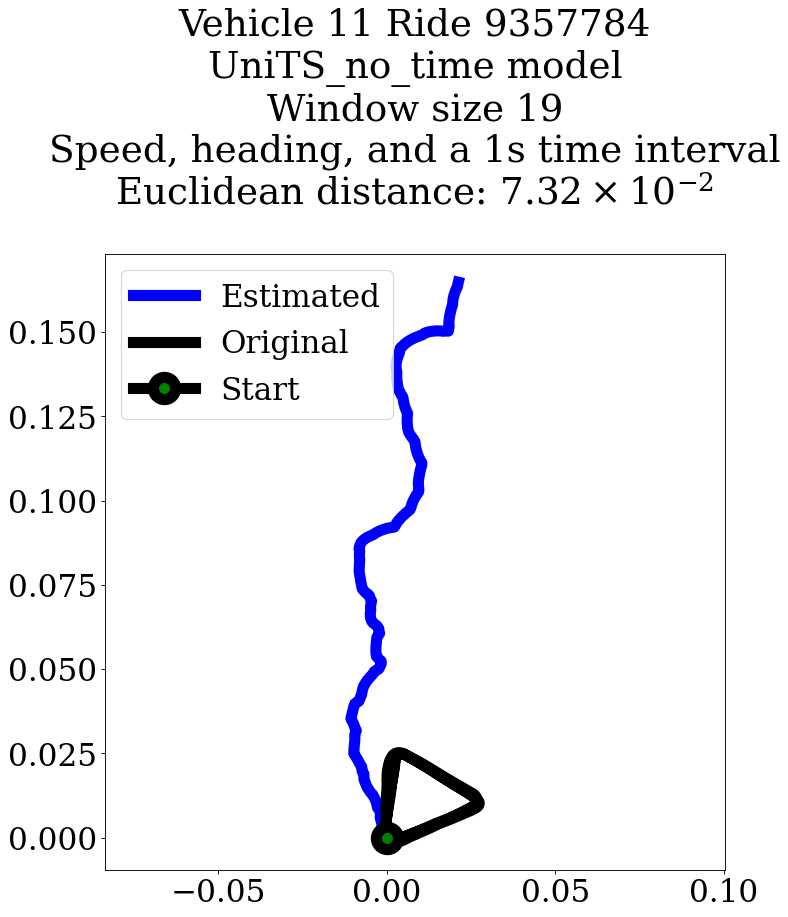 Vehicle 11 Ride 9357784
UniTS_no_time model
Window size 19
Speed, heading, and a 1s time interval
Euclidean distance: 7.32 × 10⁻²
Estimated
Original
Start
0.150
0.125
0.100
0.075
0.050
0.025
0.000
−0.05 0.00 0.05 0.10